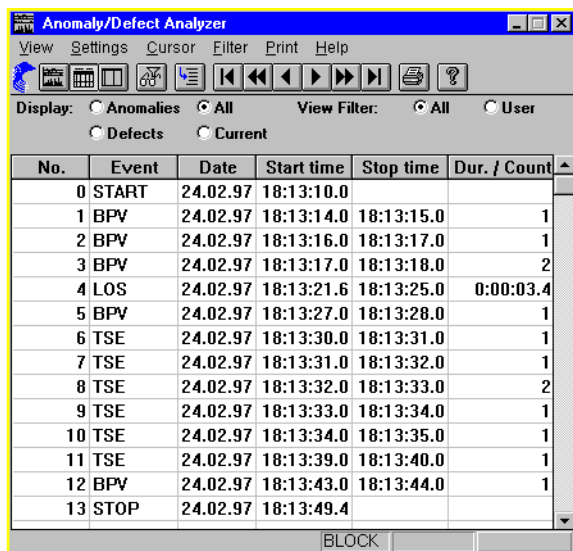 Anomaly/Defect Analyzer
View Settings Cursor Filter Print Help
?
Display: Anomalies All View Filter: All User
Defects Current
No. Event Date Start time Stop time Dur. / Count
0 START 24.02.97 18:13:10.0
1 BPV 24.02.97 18:13:14.0 18:13:15.0 1
2 BPV 24.02.97 18:13:16.0 18:13:17.0 1
3 BPV 24.02.97 18:13:17.0 18:13:18.0 2
4 LOS 24.02.97 18:13:21.6 18:13:25.0 0:00:03.4
5 BPV 24.02.97 18:13:27.0 18:13:28.0 1
6 TSE 24.02.97 18:13:30.0 18:13:31.0 1
7 TSE 24.02.97 18:13:31.0 18:13:32.0 1
8 TSE 24.02.97 18:13:32.0 18:13:33.0 2
9 TSE 24.02.97 18:13:33.0 18:13:34.0 1
10 TSE 24.02.97 18:13:34.0 18:13:35.0 1
11 TSE 24.02.97 18:13:39.0 18:13:40.0 1
12 BPV 24.02.97 18:13:43.0 18:13:44.0 1
13 STOP 24.02.97 18:13:49.4
BLOCK